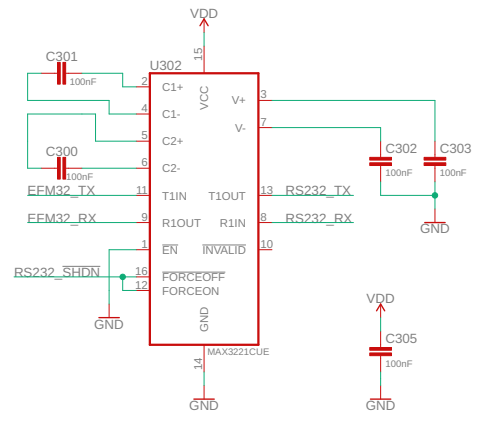 VDD
C301
U302
15
100nF
2
C1+
VCC
V+
3
4
C1-
5
C2+
V-
7
C300
100nF
6
C2-
C302
100nF
C303
100nF
EFM32_TX
11
T1IN
T1OUT
13
RS232_TX
EFM32_RX
9
R1OUT
R1IN
8
RS232_RX
GND
1
EN
INVALID
10
RS232_SHDN
16
FORCEOFF
12
FORCEON
GND
GND
VDD
14
MAX3221CUE
C305
100nF
GND
GND